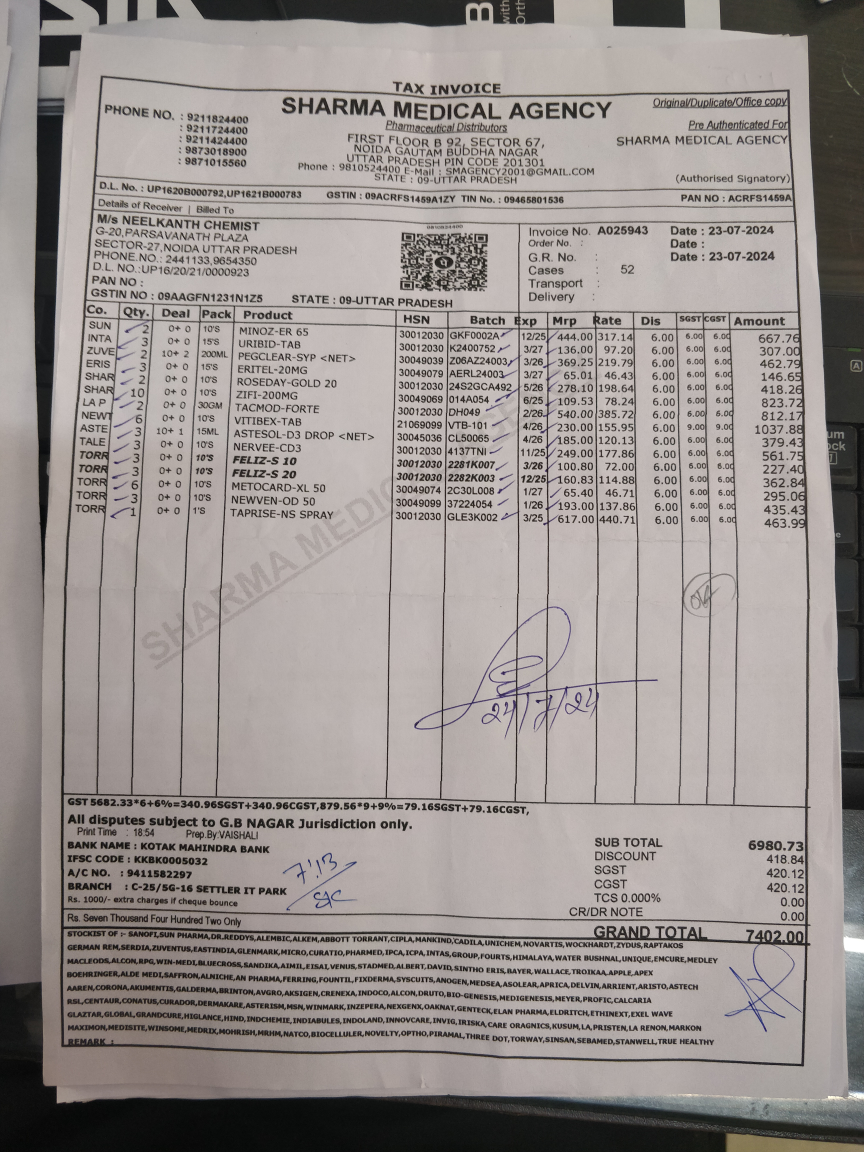 TAX INVOICE
SHARMA MEDICAL AGENCY
Original/Duplicate/Office copy
Pharmaceutical Distributors
Pre Authenticated For
SHARMA MEDICAL AGENCY
(Authorised Signatory)
PHONE NO. : 9211824400
: 9211724400
: 9211424400
: 9873018900
: 9871015560
FIRST FLOOR B 92, SECTOR 67,
NOIDA GAUTAM BUDDHA NAGAR
UTTAR PRADESH PIN CODE 201301
Phone : 9810524400 E-Mail : SMAGENCY2001@GMAIL.COM
STATE : 09-UTTAR PRADESH
D.L. No. : UP1620B000792,UP1621B000783 GSTIN : 09ACRFS1459A1ZY TIN No. : 09465801536 PAN NO : ACRFS1459A
Details of Receiver | Billed To
M/s NEELKANTH CHEMIST
G-20,PARSAVANATH PLAZA
SECTOR-27,NOIDA UTTAR PRADESH
PHONE.NO.: 2441133,9654350
D.L. NO.:UP16/20/21/0000923
PAN NO :
GSTIN NO : 09AAGFN1231N1Z5 STATE : 09-UTTAR PRADESH
Invoice No. A025943 Date : 23-07-2024
Order No. : Date :
G.R. No. : Date : 23-07-2024
Cases : 52
Transport :
Delivery :
Co. Qty. Deal Pack Product HSN Batch Exp Mrp Rate Dis SGST CGST Amount
SUN 2 0+ 0 10'S MINOZ-ER 65 30012030 GKF0002A 12/25 444.00 317.14 6.00 6.00 6.00 667.76
INTA 3 0+ 0 15'S URIBID-TAB 30012030 K2400752 3/27 136.00 97.20 6.00 6.00 6.00 307.00
ZUVE 2 10+ 2 200ML PEGCLEAR-SYP <NET> 30049039 Z06AZ24003 3/26 369.25 219.79 6.00 6.00 6.00 462.79
ERIS 3 0+ 0 15'S ERITEL-20MG 30049079 AERL24003 3/27 65.01 46.43 6.00 6.00 6.00 146.65
SHAR 2 0+ 0 10'S ROSEDAY-GOLD 20 30012030 24S2GCA492 5/26 278.10 198.64 6.00 6.00 6.00 418.26
SHAR 10 0+ 0 10'S ZIFI-200MG 30049069 014A054 6/25 109.53 78.24 6.00 6.00 6.00 823.72
LA P 2 0+ 0 30GM TACMOD-FORTE 30012030 DH049 2/26 540.00 385.72 6.00 6.00 6.00 812.17
NEWT 6 0+ 0 10'S VITIBEX-TAB 21069099 VTB-101 4/26 230.00 155.95 6.00 9.00 9.00 1037.88
ASTE 3 10+ 1 15ML ASTESOL-D3 DROP <NET> 30045036 CL50065 4/26 185.00 120.13 6.00 6.00 6.00 379.43
TALE 3 0+ 0 10'S NERVEE-CD3 30012030 4137TNI 11/25 249.00 177.86 6.00 6.00 6.00 561.75
TORR 3 0+ 0 10'S FELIZ-S 10 30012030 2281K007 3/26 100.80 72.00 6.00 6.00 6.00 227.40
TORR 3 0+ 0 10'S FELIZ-S 20 30012030 2282K003 12/25 160.83 114.88 6.00 6.00 6.00 362.84
TORR 6 0+ 0 10'S METOCARD-XL 50 30049074 2C30L008 1/27 65.40 46.71 6.00 6.00 6.00 295.06
TORR 3 0+ 0 10'S NEWVEN-OD 50 30049099 37224054 1/26 193.00 137.86 6.00 6.00 6.00 435.43
TORR 1 0+ 0 1'S TAPRISE-NS SPRAY 30012030 GLE3K002 3/25 617.00 440.71 6.00 6.00 6.00 463.99
24/7/24
GST 5682.33*6+6%=340.96SGST+340.96CGST,879.56*9+9%=79.16SGST+79.16CGST,
All disputes subject to G.B NAGAR Jurisdiction only.
Print Time : 18:54 Prep.By:VAISHALI
BANK NAME : KOTAK MAHINDRA BANK
IFSC CODE : KKBK0005032
A/C NO. : 9411582297
BRANCH : C-25/5G-16 SETTLER IT PARK
Rs. 1000/- extra charges if cheque bounce
Rs. Seven Thousand Four Hundred Two Only
SUB TOTAL 6980.73
DISCOUNT 418.84
SGST 420.12
CGST 420.12
TCS 0.000% 0.00
CR/DR NOTE 0.00
GRAND TOTAL 7402.00
STOCKIST OF :- SANOFI,SUN PHARMA,DR.REDDYS,ALEMBIC,ALKEM,ABBOTT TORRANT,CIPLA,MANKIND,CADILA,UNICHEM,NOVARTIS,WOCKHARDT,ZYDUS,RAPTAKOS
GERMAN REM,SERDIA,ZUVENTUS,EASTINDIA,GLENMARK,MICRO,CURATIO,PHARMED,IPCA,ICPA,INTAS,GROUP,FOURTS,HIMALAYA,WATER BUSHNAL,UNIQUE,ENCURE,MEDLEY
MACLEODS,ALCON,RPG,WIN-MEDI,BLUECROSS,SANDIKA,AIMIL,EISAI,VENUS,STADMED,ALBERT,DAVID,SINTHO ERIS,BAYER,WALLACE,TROIKAA,APPLE,APEX
BOEHRINGER,ALDE MEDI,SAFFRON,ALNICHE,AN PHARMA,FERRING,FOUNTIL,FIXDERMA,SYSCUTS,ANOGEN,MEDSEA,ASOLEAR,APRICA,DELVIN,ARRIENT,ARISTO,ASTECH
AAREN,CORONA,AKUMENTIS,GALDERMA,BRINTON,AVGRO,AKSIGEN,CRENEXA,INDOCO,ALCON,DRUTO,BIO-GENESIS,MEDIGENESIS,MEYER,PROFIC,CALCARIA
RSL,CENTAUR,CONATUS,CURADOR,DERMAKARE,ASTERISM,MSN,WINMARK,INZEPERA,NEXGENX,OAKNAT,GENTECK,ELAN PHARMA,ELDRITCH,ETHINEXT,EXEL WAVE
GLAZTAR,GLOBAL,GRANDCURE,HIGLANCE,HIND,INDCHEMIE,INDIABULES,INDOLAND,INNOVCARE,INVIG,IRISKA,CARE ORAGNICS,KUSUM,LA,PRISTEN,LA RENON,MARKON
MAXIMON,MEDISITE,WINSOME,MEDRIX,MOHRISH,MRHM,NATCO,BIOCELLULER,NOVELTY,OPTHO,PIRAMAL,THREE DOT,TORWAY,SINSAN,SEBAMED,STANWELL,TRUE HEALTHY
REMARK :